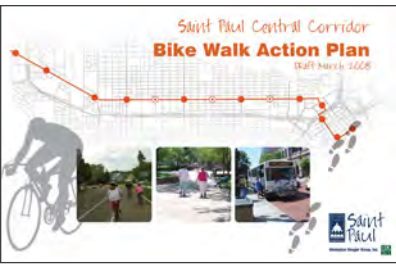 Saint Paul Central Corridor
Bike Walk Action Plan
Draft March 2008
Saint
Paul